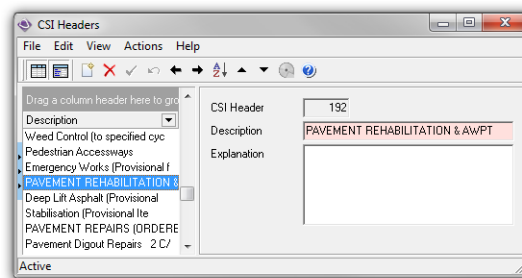 CSI Headers
File Edit View Actions Help
Drag a column header here to gro
Description
Weed Control (to specified cyc
Pedestrian Accessways
Emergency Works (Provisional f
PAVEMENT REHABILITATION &
Deep Lift Asphalt (Provisional
Stabilisation (Provisional Ite
PAVEMENT REPAIRS (ORDERE
Pavement Digout Repairs 2 C/
CSI Header 192
Description PAVEMENT REHABILITATION & AWPT
Explanation
Active